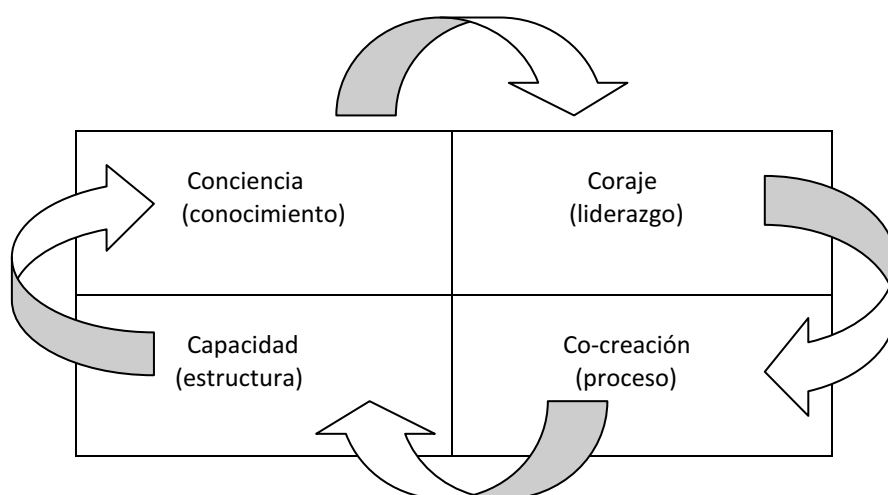 Conciencia
(conocimiento)
Coraje
(liderazgo)
Capacidad
(estructura)
Co-creación
(proceso)